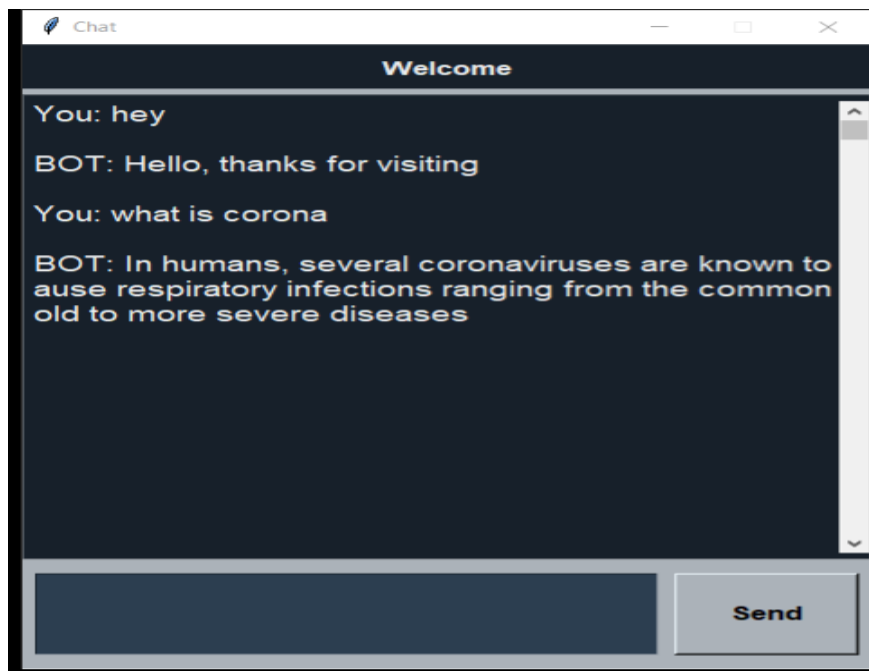 Chat
Welcome
You: hey
BOT: Hello, thanks for visiting
You: what is corona
BOT: In humans, several coronaviruses are known to
ause respiratory infections ranging from the common
old to more severe diseases
Send